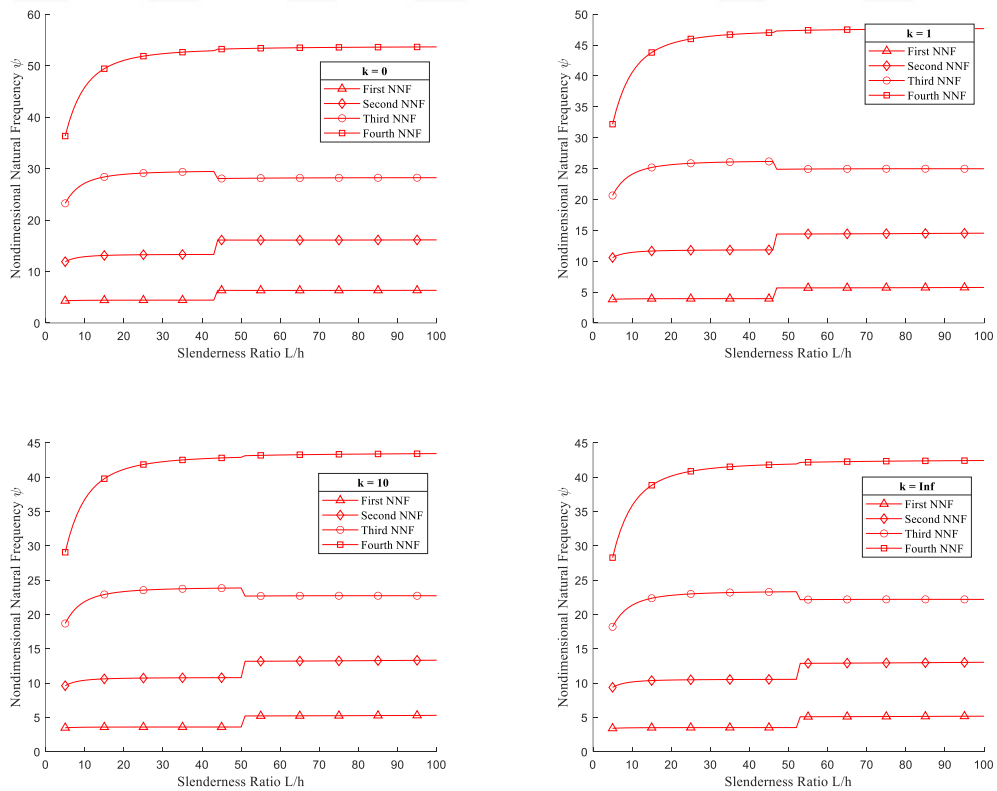 60
50
40
30
20
10
0
Nondimensional Natural Frequency ψ
k = 0
First NNF
Second NNF
Third NNF
Fourth NNF
0 10 20 30 40 50 60 70 80 90 100
Slenderness Ratio L/h
50
45
40
35
30
25
20
15
10
5
0
Nondimensional Natural Frequency ψ
k = 1
First NNF
Second NNF
Third NNF
Fourth NNF
0 10 20 30 40 50 60 70 80 90 100
Slenderness Ratio L/h
45
40
35
30
25
20
15
10
5
0
Nondimensional Natural Frequency ψ
k = 10
First NNF
Second NNF
Third NNF
Fourth NNF
0 10 20 30 40 50 60 70 80 90 100
Slenderness Ratio L/h
45
40
35
30
25
20
15
10
5
0
Nondimensional Natural Frequency ψ
k = Inf
First NNF
Second NNF
Third NNF
Fourth NNF
0 10 20 30 40 50 60 70 80 90 100
Slenderness Ratio L/h